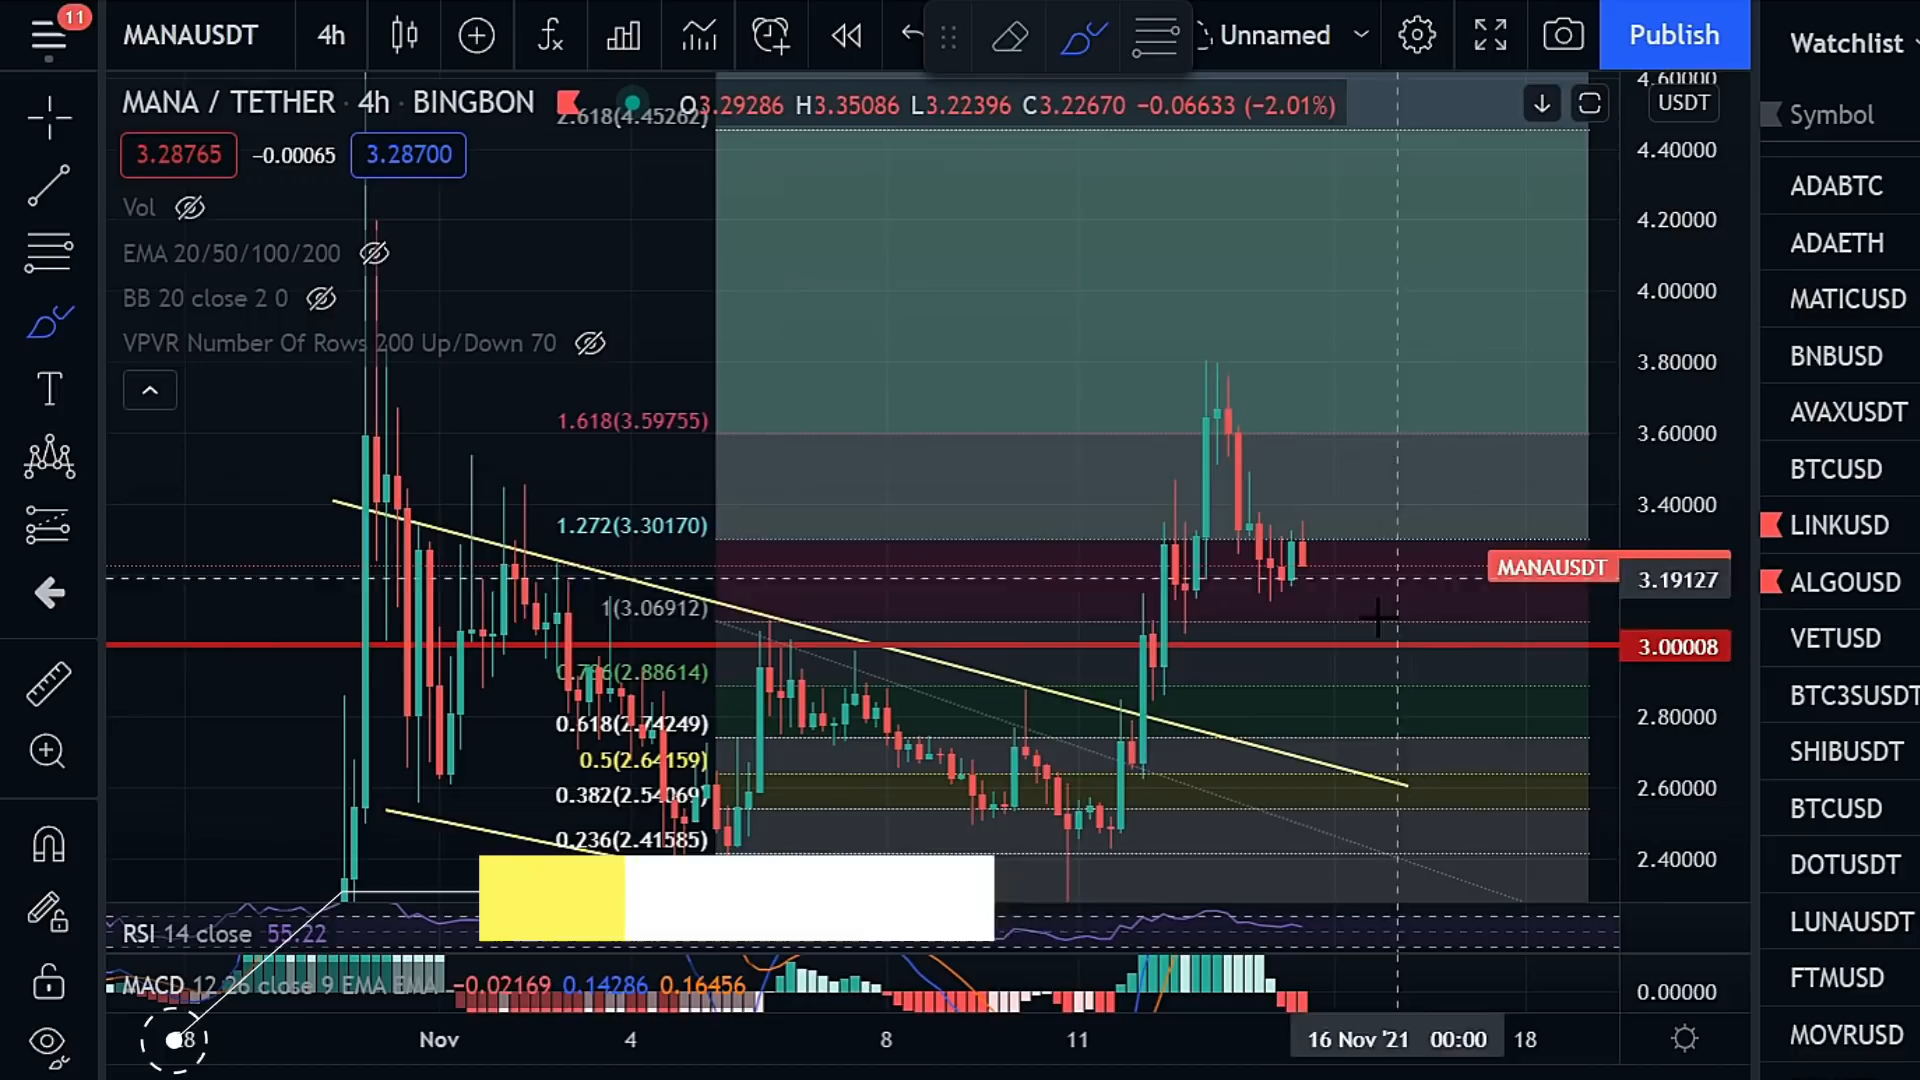 11
MANAUSDT 4h Unnamed Publish
Watchlist
MANA / TETHER · 4h · BINGBON O3.29286 H3.35086 L3.22396 C3.22670 −0.06633 (−2.01%)
2.618(4.45262)
3.28765 −0.00065 3.28700
Vol
EMA 20/50/100/200
BB 20 close 2 0
VPVR Number Of Rows 200 Up/Down 70
1.618(3.59755)
1.272(3.30170)
1(3.06912)
0.786(2.88614)
0.618(2.74249)
0.5(2.64159)
0.382(2.54069)
0.236(2.41585)
RSI 14 close 55.22
MACD 12 26 close 9 EMA EMA −0.02169 0.14286 0.16456
4.60000
USDT
4.40000
4.20000
4.00000
3.80000
3.60000
3.40000
MANAUSDT
3.19127
3.00008
2.80000
2.60000
2.40000
0.00000
Nov 4 8 11 16 Nov '21 00:00 18
Symbol
ADABTC
ADAETH
MATICUSD
BNBUSD
AVAXUSDT
BTCUSD
LINKUSD
ALGOUSD
VETUSD
BTC3SUSDT
SHIBUSDT
BTCUSD
DOTUSDT
LUNAUSDT
FTMUSD
MOVRUSD